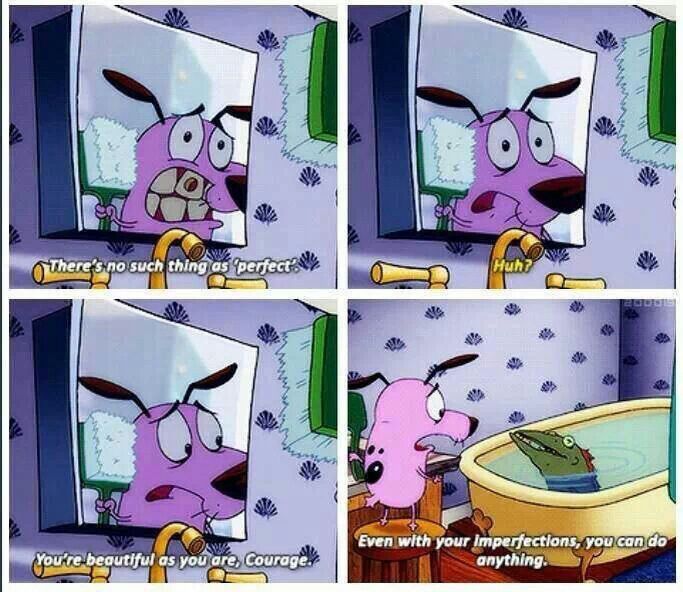 There's no such thing as 'perfect'.
Huh?
You're beautiful as you are, Courage.
Even with your Imperfections, you can do
anything.